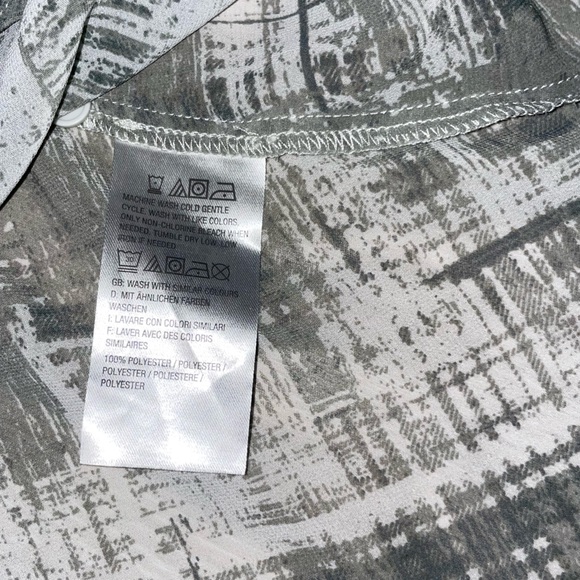 MACHINE WASH COLD GENTLE
CYCLE. WASH WITH LIKE COLORS.
ONLY NON-CHLORINE BLEACH WHEN
NEEDED. TUMBLE DRY LOW. LOW
IRON IF NEEDED.
30
GB: WASH WITH SIMILAR COLOURS
D: MIT ÄHNLICHEN FARBEN
WASCHEN
I: LAVARE CON COLORI SIMILARI
F: LAVER AVEC DES COLORIS
SIMILAIRES
100% POLYESTER / POLYESTER /
POLYESTER / POLIESTERE /
POLYESTER